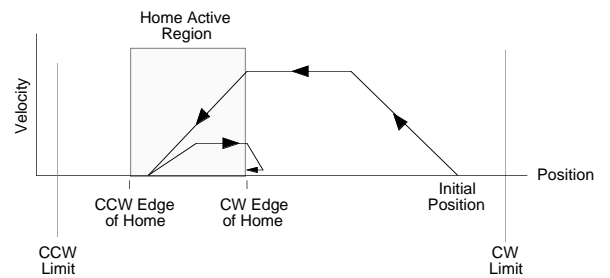 Home Active
Region
Velocity
Position
CCW Edge
of Home
CW Edge
of Home
Initial
Position
CCW
Limit
CW
Limit